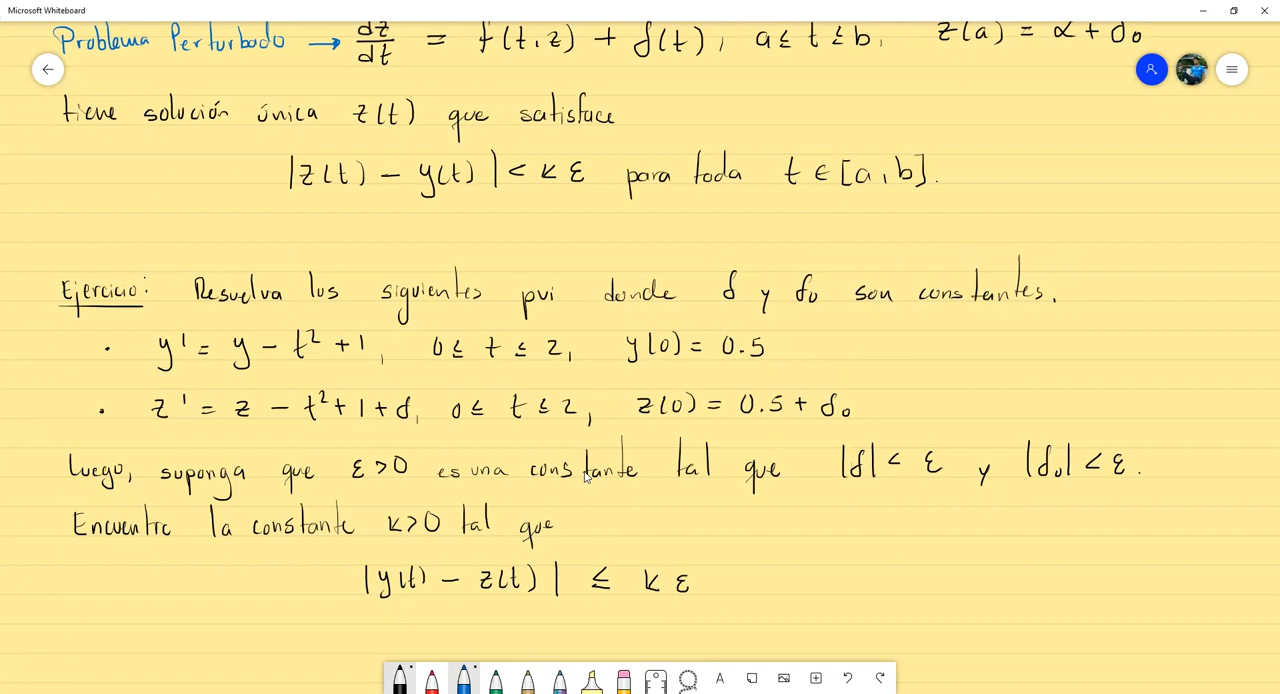 Microsoft Whiteboard
Problema Perturbado → dz/dt = f(t,z) + δ(t), a ≤ t ≤ b, z(a) = α + δ₀
tiene solución única z(t) que satisface
|z(t) - y(t)| < k ε para toda t ∈ [a, b].
Ejercicio: Resuelva los siguientes pvi donde δ y δ₀ son constantes.
· y' = y - t² + 1, 0 ≤ t ≤ 2, y(0) = 0.5
· z' = z - t² + 1 + δ, 0 ≤ t ≤ 2, z(0) = 0.5 + δ₀
Luego, suponga que ε > 0 es una constante tal que |δ| < ε y |δ₀| < ε.
Encuentre la constante k > 0 tal que
|y(t) - z(t)| ≤ k ε
A